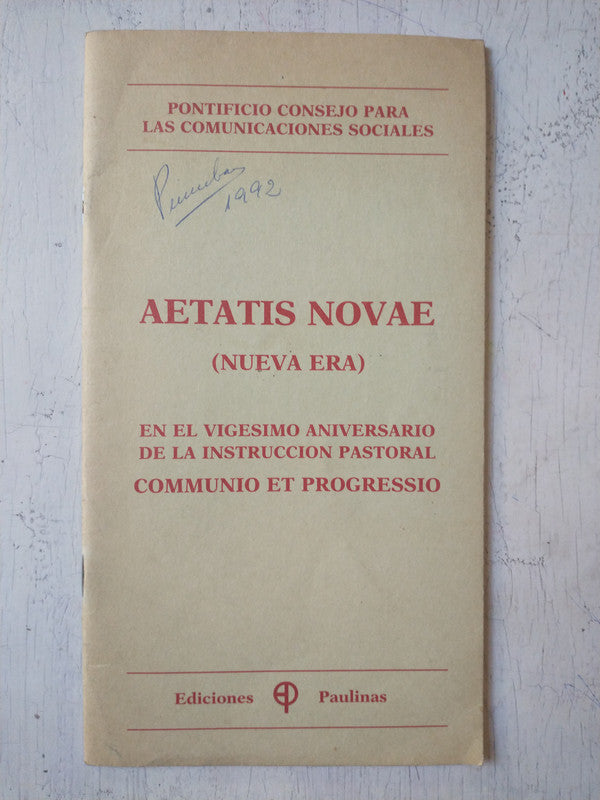 PONTIFICIO CONSEJO PARA
LAS COMUNICACIONES SOCIALES
1992
AETATIS NOVAE
(NUEVA ERA)
EN EL VIGESIMO ANIVERSARIO
DE LA INSTRUCCION PASTORAL
COMMUNIO ET PROGRESSIO
Ediciones EP Paulinas